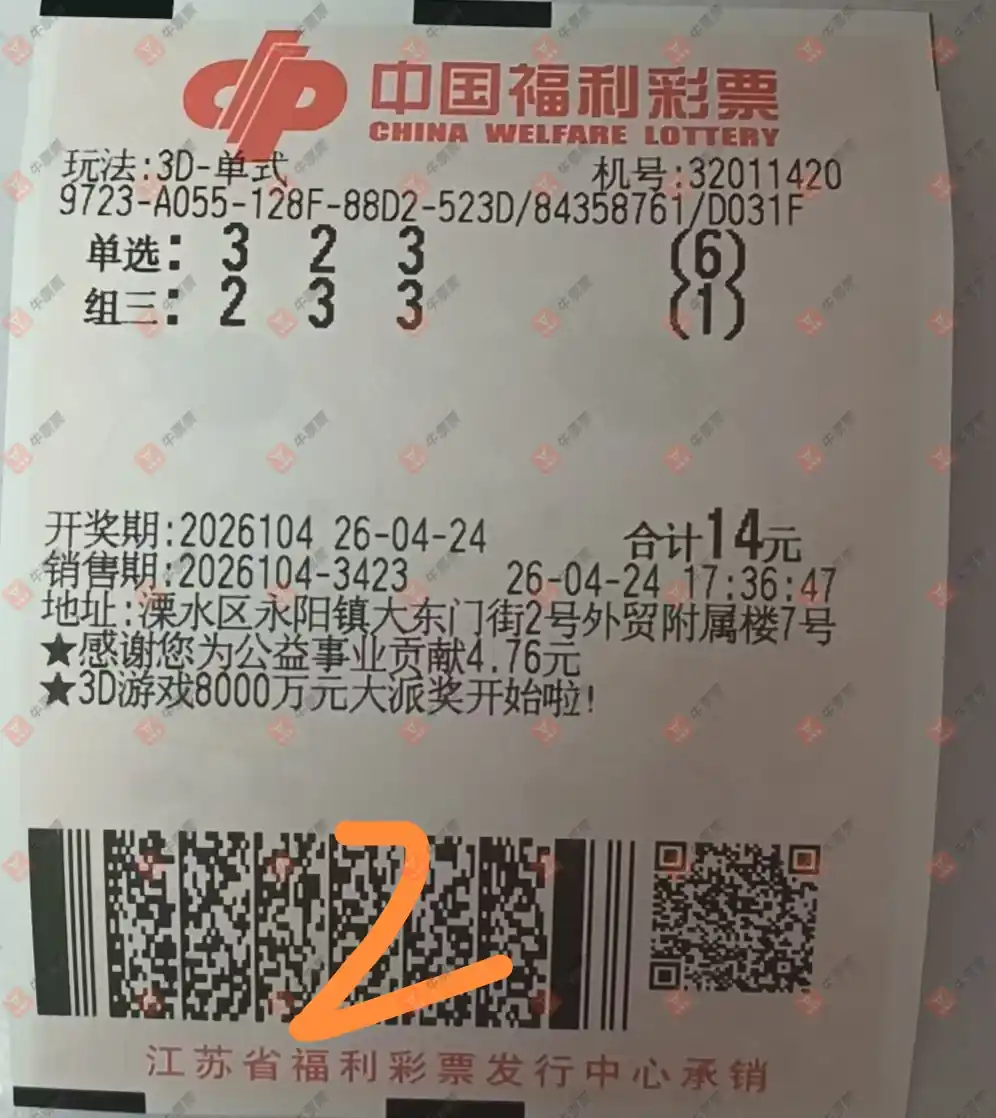 中国福利彩票
CHINA WELFARE LOTTERY
玩法:3D-单式 机号:32011420
9723-A055-128F-88D2-523D/84358761/D031F
单选: 3 2 3 (6)
组三: 2 3 3 (1)
开奖期:2026104 26-04-24 合计14元
销售期:2026104-3423 26-04-24 17:36:47
地址:溧水区永阳镇大东门街2号外贸附属楼7号
★感谢您为公益事业贡献4.76元
★3D游戏8000万元大派奖开始啦!
2
江苏省福利彩票发行中心承销